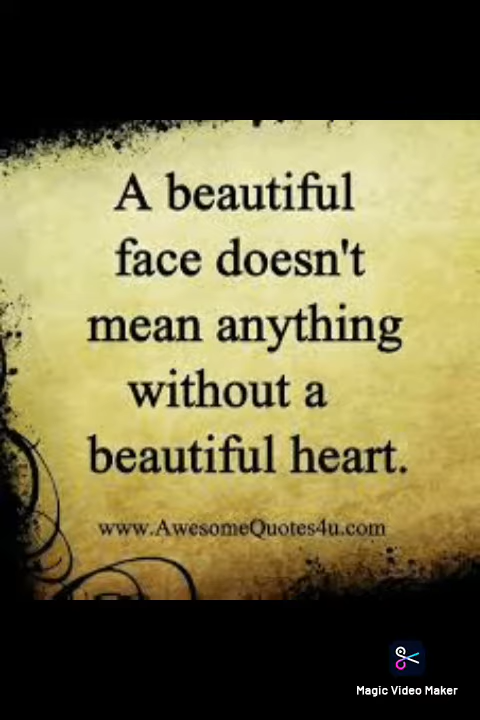 A beautiful
face doesn't
mean anything
without a
beautiful heart.
www.AwesomeQuotes4u.com
Magic Video Maker